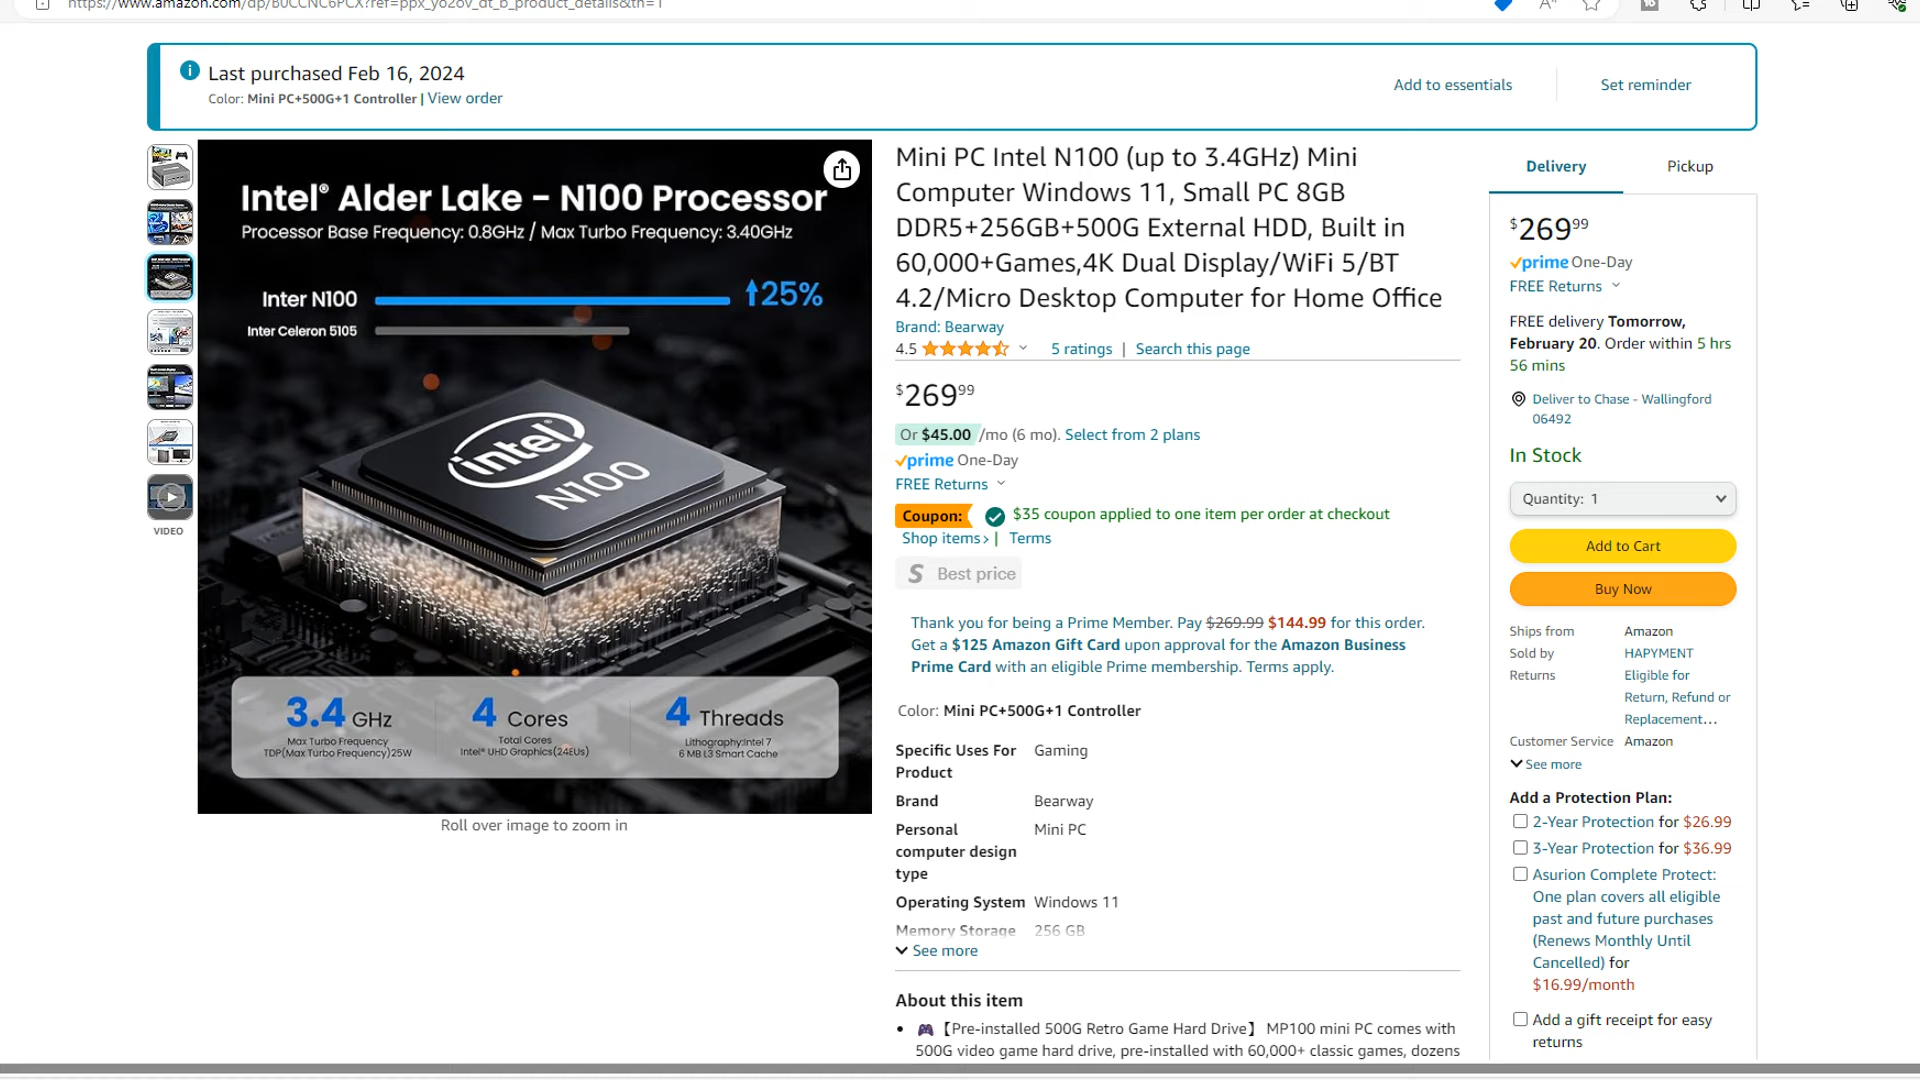 https://www.amazon.com/dp/B0CCNC6PCX?ref=ppx_yo2ov_dt_b_product_details&th=1
Last purchased Feb 16, 2024
Color: Mini PC+500G+1 Controller | View order
Add to essentials
Set reminder
VIDEO
Intel® Alder Lake - N100 Processor
Processor Base Frequency: 0.8GHz / Max Turbo Frequency: 3.40GHz
Inter N100
25%
Inter Celeron 5105
intel
N100
3.4 GHz
Max Turbo Frequency
TDP(Max Turbo Frequency)25W
4 Cores
Total Cores
Intel® UHD Graphics(24EUs)
4 Threads
Lithography:Intel 7
6 MB L3 Smart Cache
Roll over image to zoom in
Mini PC Intel N100 (up to 3.4GHz) Mini
Computer Windows 11, Small PC 8GB
DDR5+256GB+500G External HDD, Built in
60,000+Games,4K Dual Display/WiFi 5/BT
4.2/Micro Desktop Computer for Home Office
Brand: Bearway
4.5 5 ratings | Search this page
$269 99
Or $45.00 /mo (6 mo). Select from 2 plans
prime One-Day
FREE Returns
Coupon: $35 coupon applied to one item per order at checkout
Shop items › | Terms
S Best price
Thank you for being a Prime Member. Pay $269.99 $144.99 for this order.
Get a $125 Amazon Gift Card upon approval for the Amazon Business
Prime Card with an eligible Prime membership. Terms apply.
Color: Mini PC+500G+1 Controller
Specific Uses For Product Gaming
Brand Bearway
Personal computer design type Mini PC
Operating System Windows 11
Memory Storage 256 GB
See more
About this item
• 🎮【Pre-installed 500G Retro Game Hard Drive】 MP100 mini PC comes with
500G video game hard drive, pre-installed with 60,000+ classic games, dozens
Delivery
Pickup
$269 99
prime One-Day
FREE Returns
FREE delivery Tomorrow,
February 20. Order within 5 hrs
56 mins
Deliver to Chase - Wallingford
06492
In Stock
Quantity: 1
Add to Cart
Buy Now
Ships from Amazon
Sold by HAPYMENT
Returns Eligible for
Return, Refund or
Replacement…
Customer Service Amazon
See more
Add a Protection Plan:
2-Year Protection for $26.99
3-Year Protection for $36.99
Asurion Complete Protect:
One plan covers all eligible
past and future purchases
(Renews Monthly Until
Cancelled) for
$16.99/month
Add a gift receipt for easy
returns